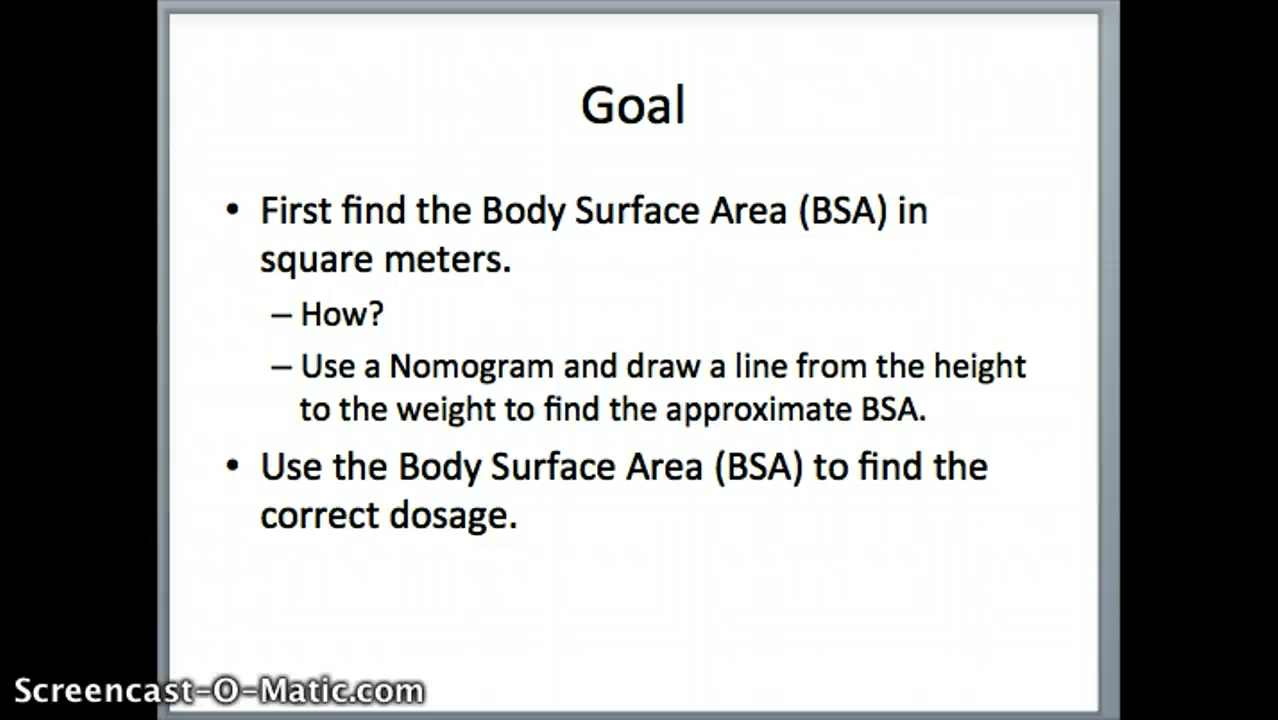 Goal
• First find the Body Surface Area (BSA) in
square meters.
– How?
– Use a Nomogram and draw a line from the height
to the weight to find the approximate BSA.
• Use the Body Surface Area (BSA) to find the
correct dosage.
Screencast-O-Matic.com